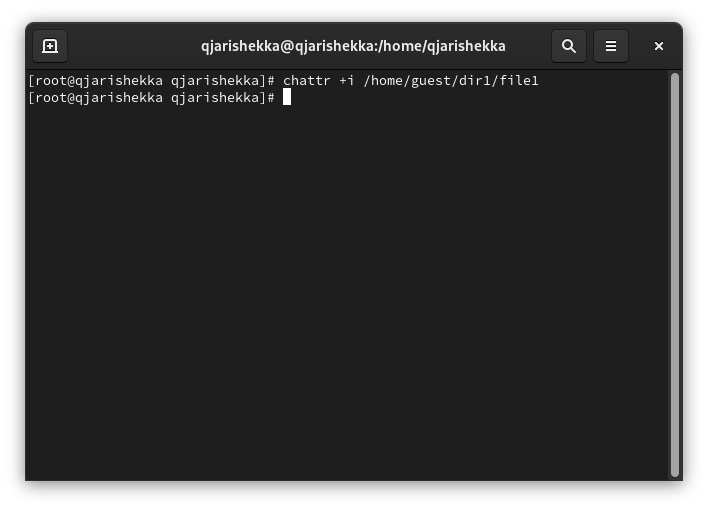 qjarishekka@qjarishekka:/home/qjarishekka
[root@qjarishekka qjarishekka]# chattr +i /home/guest/dir1/file1
[root@qjarishekka qjarishekka]#